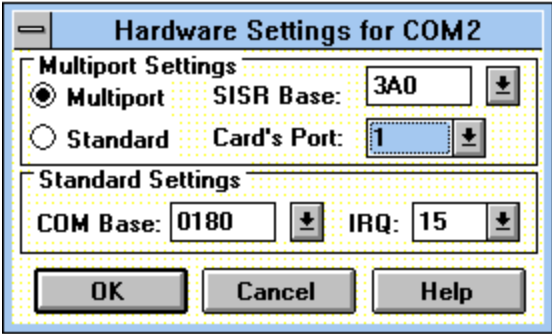 Hardware Settings for COM2
Multiport Settings
Multiport SISR Base: 3A0
Standard Card's Port: 1
Standard Settings
COM Base: 0180 IRQ: 15
OK Cancel Help